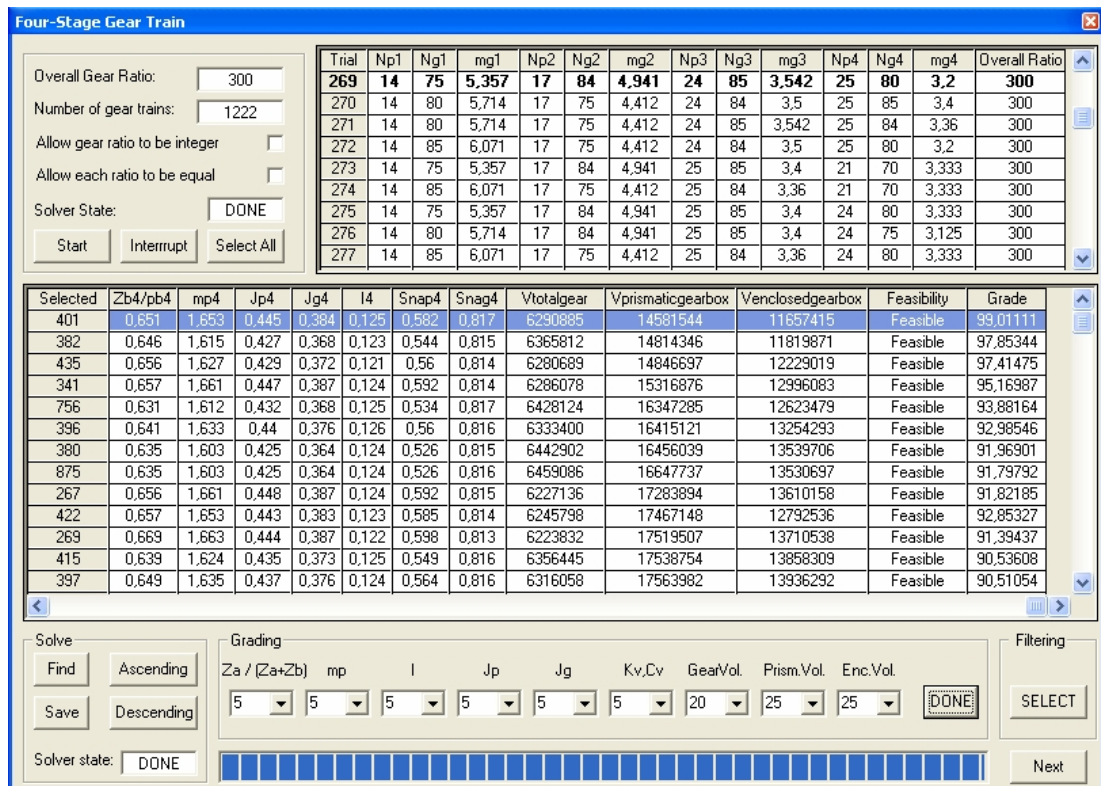 Four-Stage Gear Train
Overall Gear Ratio: 300
Number of gear trains: 1222
Allow gear ratio to be integer
Allow each ratio to be equal
Solver State: DONE
Start Interrrupt Select All
Trial Np1 Ng1 mg1 Np2 Ng2 mg2 Np3 Ng3 mg3 Np4 Ng4 mg4 Overall Ratio
269 14 75 5,357 17 84 4,941 24 85 3,542 25 80 3,2 300
270 14 80 5,714 17 75 4,412 24 84 3,5 25 85 3,4 300
271 14 80 5,714 17 75 4,412 24 85 3,542 25 84 3,36 300
272 14 85 6,071 17 75 4,412 24 84 3,5 25 80 3,2 300
273 14 75 5,357 17 84 4,941 25 85 3,4 21 70 3,333 300
274 14 85 6,071 17 75 4,412 25 84 3,36 21 70 3,333 300
275 14 75 5,357 17 84 4,941 25 85 3,4 24 80 3,333 300
276 14 80 5,714 17 84 4,941 25 85 3,4 24 75 3,125 300
277 14 85 6,071 17 75 4,412 25 84 3,36 24 80 3,333 300
Selected Zb4/pb4 mp4 Jp4 Jg4 I4 Snap4 Snag4 Vtotalgear Vprismaticgearbox Venclosedgearbox Feasibility Grade
401 0,651 1,653 0,445 0,384 0,125 0,582 0,817 6290885 14581544 11657415 Feasible 99,01111
382 0,646 1,615 0,427 0,368 0,123 0,544 0,815 6365812 14814346 11819871 Feasible 97,85344
435 0,656 1,627 0,429 0,372 0,121 0,56 0,814 6280689 14846697 12229019 Feasible 97,41475
341 0,657 1,661 0,447 0,387 0,124 0,592 0,814 6286078 15316876 12996083 Feasible 95,16987
756 0,631 1,612 0,432 0,368 0,125 0,534 0,817 6428124 16347285 12623479 Feasible 93,88164
396 0,641 1,633 0,44 0,376 0,126 0,56 0,816 6333400 16415121 13254293 Feasible 92,98546
380 0,635 1,603 0,425 0,364 0,124 0,526 0,815 6442902 16456039 13539706 Feasible 91,96901
875 0,635 1,603 0,425 0,364 0,124 0,526 0,816 6459086 16647737 13530697 Feasible 91,79792
267 0,656 1,661 0,448 0,387 0,124 0,592 0,815 6227136 17283894 13610158 Feasible 91,82185
422 0,657 1,653 0,443 0,383 0,123 0,585 0,814 6245798 17467148 12792536 Feasible 92,85327
269 0,669 1,663 0,444 0,387 0,122 0,598 0,813 6223832 17519507 13710538 Feasible 91,39437
415 0,639 1,624 0,435 0,373 0,125 0,549 0,816 6356445 17538754 13858309 Feasible 90,53608
397 0,649 1,635 0,437 0,376 0,124 0,564 0,816 6316058 17563982 13936292 Feasible 90,51054
Solve
Find Ascending
Save Descending
Solver state: DONE
Grading
Za / (Za+Zb) mp I Jp Jg Kv,Cv GearVol. Prism.Vol. Enc.Vol.
5 5 5 5 5 5 20 25 25 DONE
Filtering
SELECT
Next